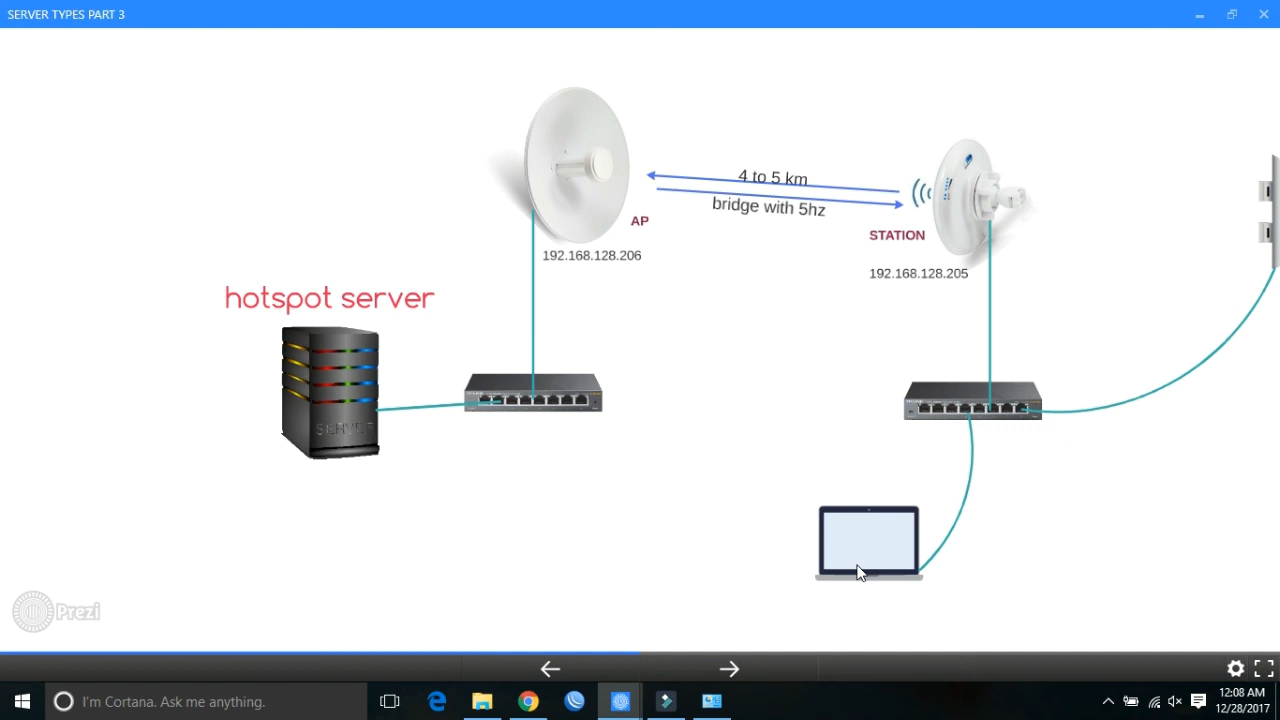 SERVER TYPES PART 3
4 to 5 km
bridge with 5hz
AP
STATION
192.168.128.206
192.168.128.205
hotspot server
SERVER
Prezi
I'm Cortana. Ask me anything.
12:08 AM
12/28/2017